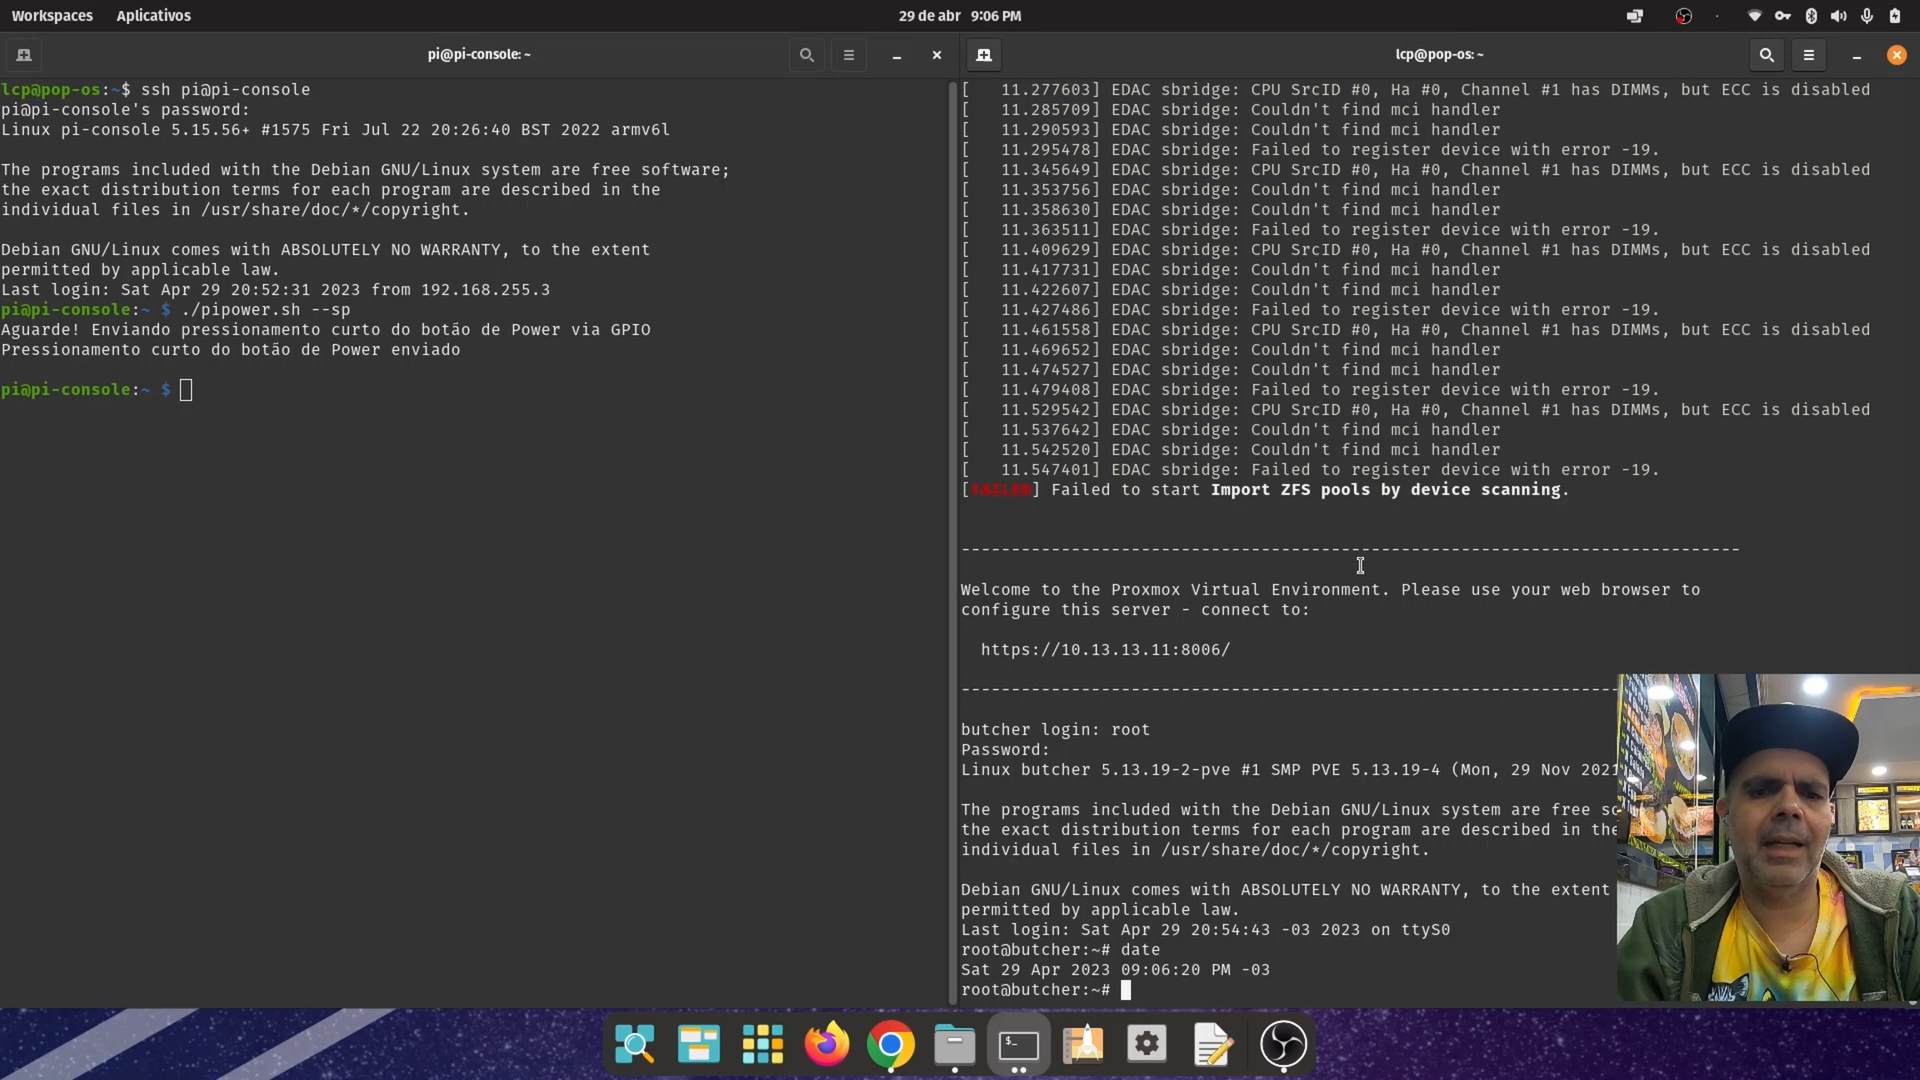 Workspaces Aplicativos
29 de abr 9:06 PM
pi@pi-console: ~
lcp@pop-os:~$ ssh pi@pi-console
pi@pi-console's password:
Linux pi-console 5.15.56+ #1575 Fri Jul 22 20:26:40 BST 2022 armv6l
The programs included with the Debian GNU/Linux system are free software;
the exact distribution terms for each program are described in the
individual files in /usr/share/doc/*/copyright.
Debian GNU/Linux comes with ABSOLUTELY NO WARRANTY, to the extent
permitted by applicable law.
Last login: Sat Apr 29 20:52:31 2023 from 192.168.255.3
pi@pi-console:~ $ ./pipower.sh --sp
Aguarde! Enviando pressionamento curto do botão de Power via GPIO
Pressionamento curto do botão de Power enviado
pi@pi-console:~ $
lcp@pop-os: ~
[   11.277603] EDAC sbridge: CPU SrcID #0, Ha #0, Channel #1 has DIMMs, but ECC is disabled
[   11.285709] EDAC sbridge: Couldn't find mci handler
[   11.290593] EDAC sbridge: Couldn't find mci handler
[   11.295478] EDAC sbridge: Failed to register device with error -19.
[   11.345649] EDAC sbridge: CPU SrcID #0, Ha #0, Channel #1 has DIMMs, but ECC is disabled
[   11.353756] EDAC sbridge: Couldn't find mci handler
[   11.358630] EDAC sbridge: Couldn't find mci handler
[   11.363511] EDAC sbridge: Failed to register device with error -19.
[   11.409629] EDAC sbridge: CPU SrcID #0, Ha #0, Channel #1 has DIMMs, but ECC is disabled
[   11.417731] EDAC sbridge: Couldn't find mci handler
[   11.422607] EDAC sbridge: Couldn't find mci handler
[   11.427486] EDAC sbridge: Failed to register device with error -19.
[   11.461558] EDAC sbridge: CPU SrcID #0, Ha #0, Channel #1 has DIMMs, but ECC is disabled
[   11.469652] EDAC sbridge: Couldn't find mci handler
[   11.474527] EDAC sbridge: Couldn't find mci handler
[   11.479408] EDAC sbridge: Failed to register device with error -19.
[   11.529542] EDAC sbridge: CPU SrcID #0, Ha #0, Channel #1 has DIMMs, but ECC is disabled
[   11.537642] EDAC sbridge: Couldn't find mci handler
[   11.542520] EDAC sbridge: Couldn't find mci handler
[   11.547401] EDAC sbridge: Failed to register device with error -19.
[FAILED] Failed to start Import ZFS pools by device scanning.
------------------------------------------------------------------------------
Welcome to the Proxmox Virtual Environment. Please use your web browser to
configure this server - connect to:
https://10.13.13.11:8006/
------------------------------------------------------------------
butcher login: root
Password:
Linux butcher 5.13.19-2-pve #1 SMP PVE 5.13.19-4 (Mon, 29 Nov 2021
The programs included with the Debian GNU/Linux system are free so
the exact distribution terms for each program are described in the
individual files in /usr/share/doc/*/copyright.
Debian GNU/Linux comes with ABSOLUTELY NO WARRANTY, to the extent
permitted by applicable law.
Last login: Sat Apr 29 20:54:43 -03 2023 on ttyS0
root@butcher:~# date
Sat 29 Apr 2023 09:06:20 PM -03
root@butcher:~#